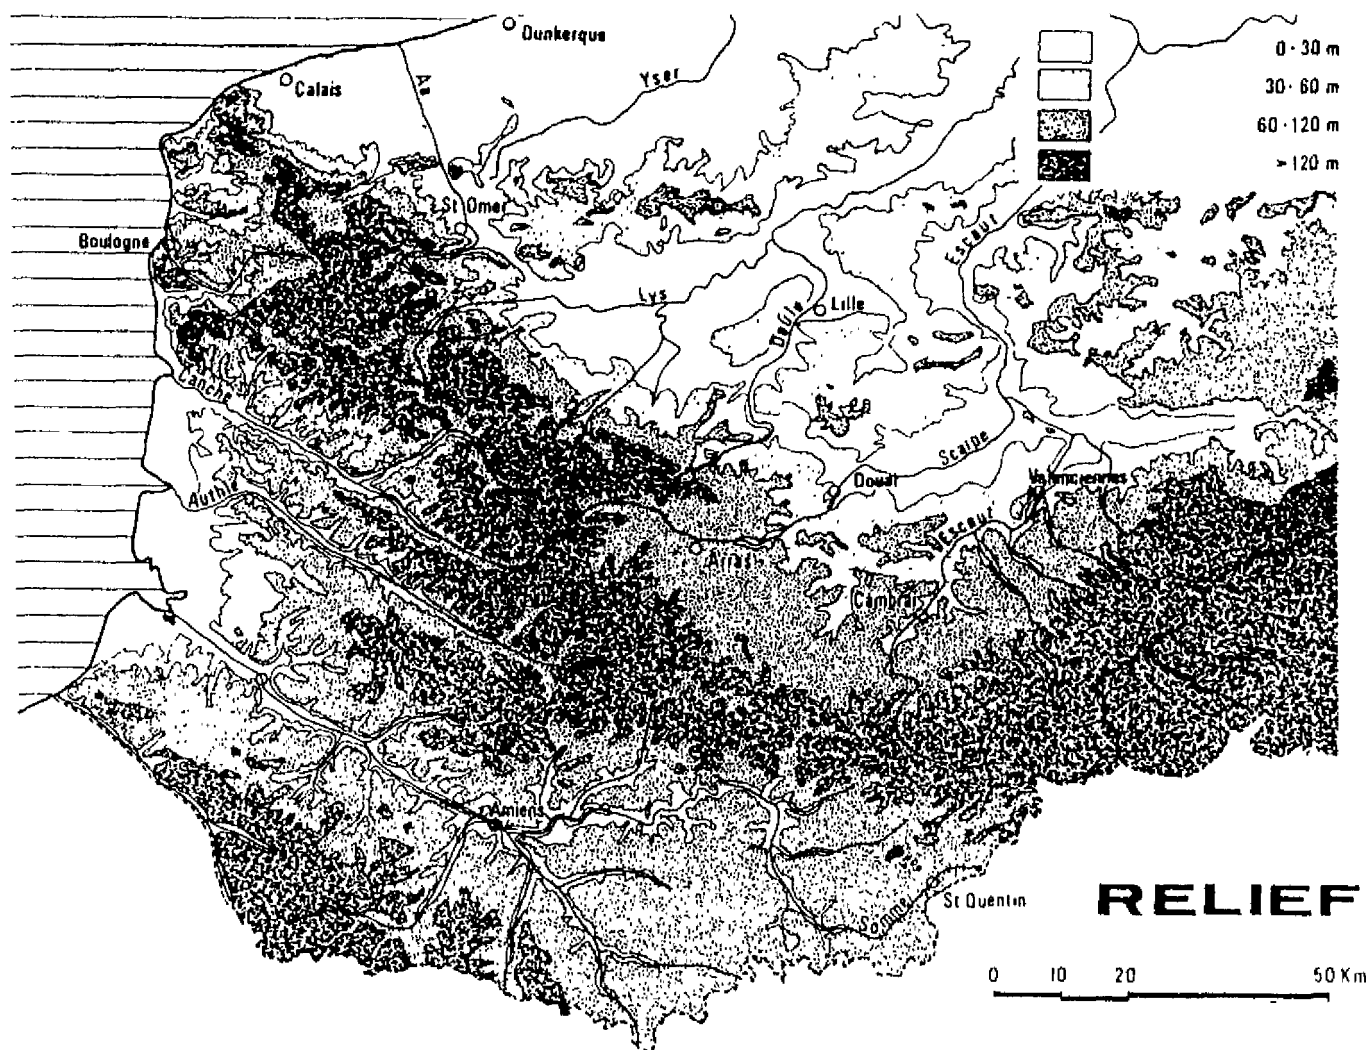 Dunkerque
Calais
Aa
Yser
0-30 m
30-60 m
60-120 m
>120 m
St Omer
Boulogne
Escaut
Lys
Deûle
Lille
Canche
Authie
Scarpe
Douai
Valenciennes
Escaut
Arras
Cambrai
Amiens
Somme
St Quentin
RELIEF
0 10 20 50 Km